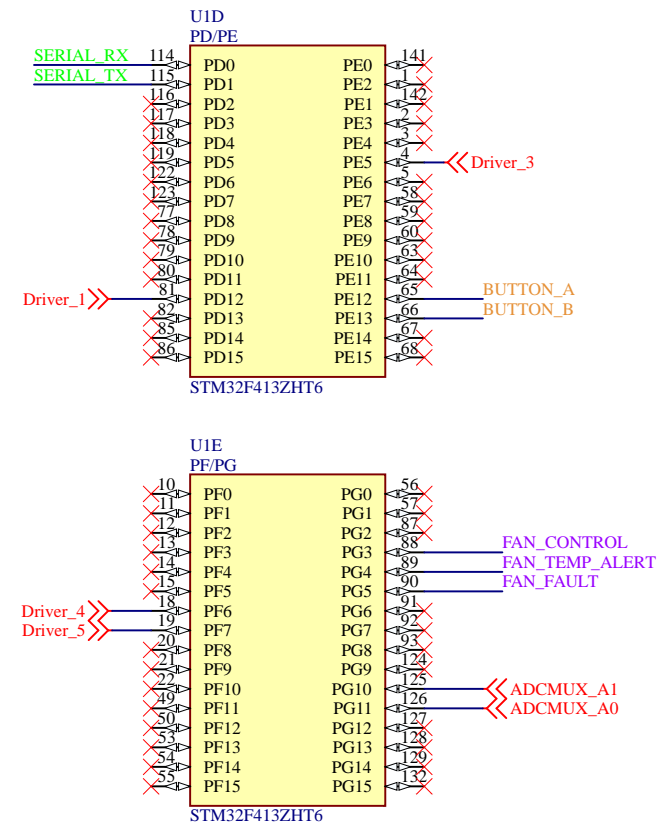 U1D
PD/PE
SERIAL_RX 114 PD0 PE0 141
SERIAL_TX 115 PD1 PE2 1
116 PD2 PE1 142
117 PD3 PE3 2
118 PD4 PE4 3
119 PD5 PE5 4 Driver_3
122 PD6 PE6 5
123 PD7 PE7 58
77 PD8 PE8 59
78 PD9 PE9 60
79 PD10 PE10 63
80 PD11 PE11 64
Driver_1 81 PD12 PE12 65 BUTTON_A
82 PD13 PE13 66 BUTTON_B
85 PD14 PE14 67
86 PD15 PE15 68
STM32F413ZHT6
U1E
PF/PG
10 PF0 PG0 56
11 PF1 PG1 57
12 PF2 PG2 87
13 PF3 PG3 88 FAN_CONTROL
14 PF4 PG4 89 FAN_TEMP_ALERT
15 PF5 PG5 90 FAN_FAULT
Driver_4 18 PF6 PG6 91
Driver_5 19 PF7 PG7 92
20 PF8 PG8 93
21 PF9 PG9 124
22 PF10 PG10 125 ADCMUX_A1
49 PF11 PG11 126 ADCMUX_A0
50 PF12 PG12 127
53 PF13 PG13 128
54 PF14 PG14 129
55 PF15 PG15 132
STM32F413ZHT6